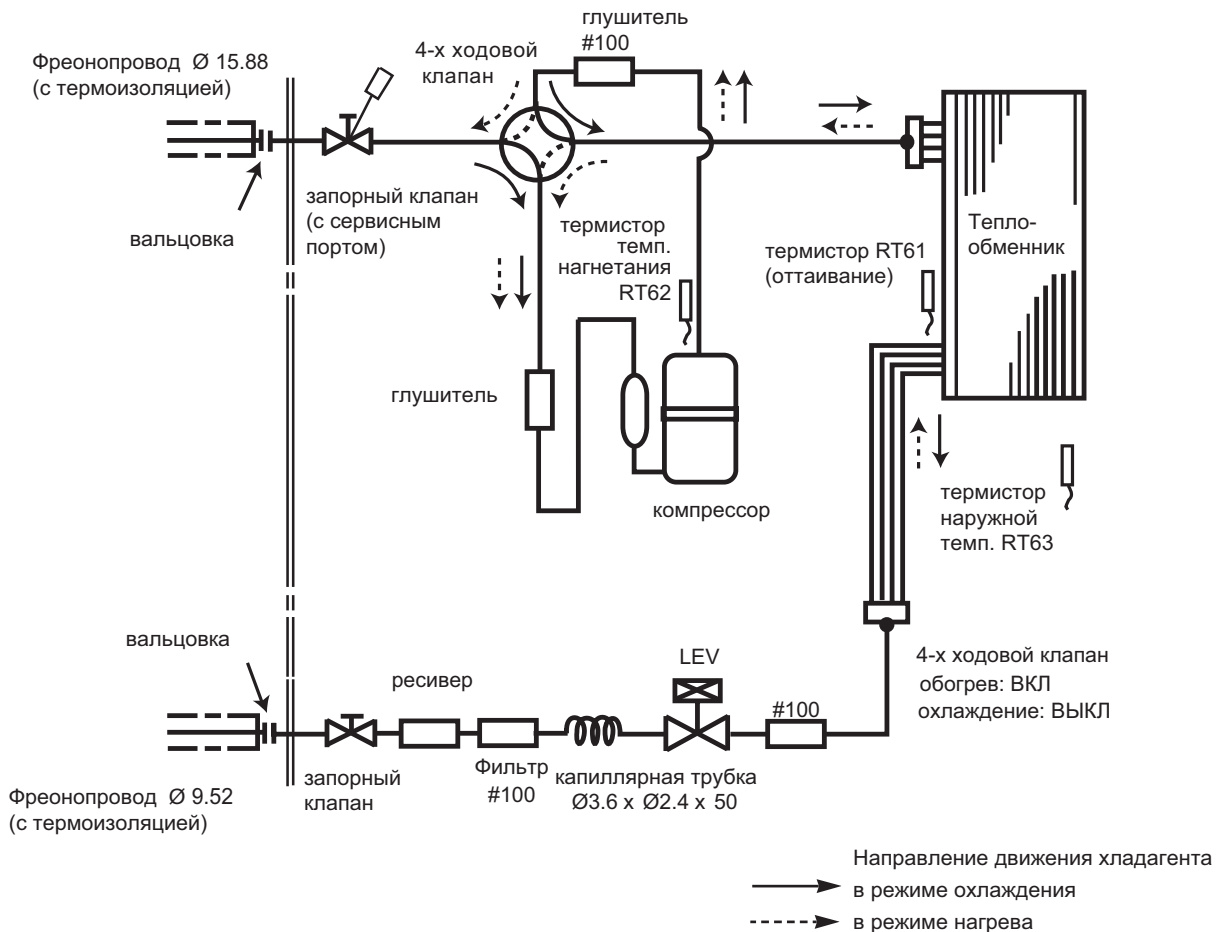 глушитель
#100
4-х ходовой
клапан
Фреонопровод Ø 15.88
(с термоизоляцией)
вальцовка
запорный клапан
(с сервисным
портом)
термистор
темп.
нагнетания
RT62
термистор RT61
(оттаивание)
Тепло-
обменник
глушитель
компрессор
термистор
наружной
темп. RT63
вальцовка
ресивер
LEV
#100
4-х ходовой клапан
обогрев: ВКЛ
охлаждение: ВЫКЛ
запорный
клапан
Фильтр
#100
капиллярная трубка
Ø3.6 x Ø2.4 x 50
Фреонопровод Ø 9.52
(с термоизоляцией)
Направление движения хладагента
в режиме охлаждения
в режиме нагрева